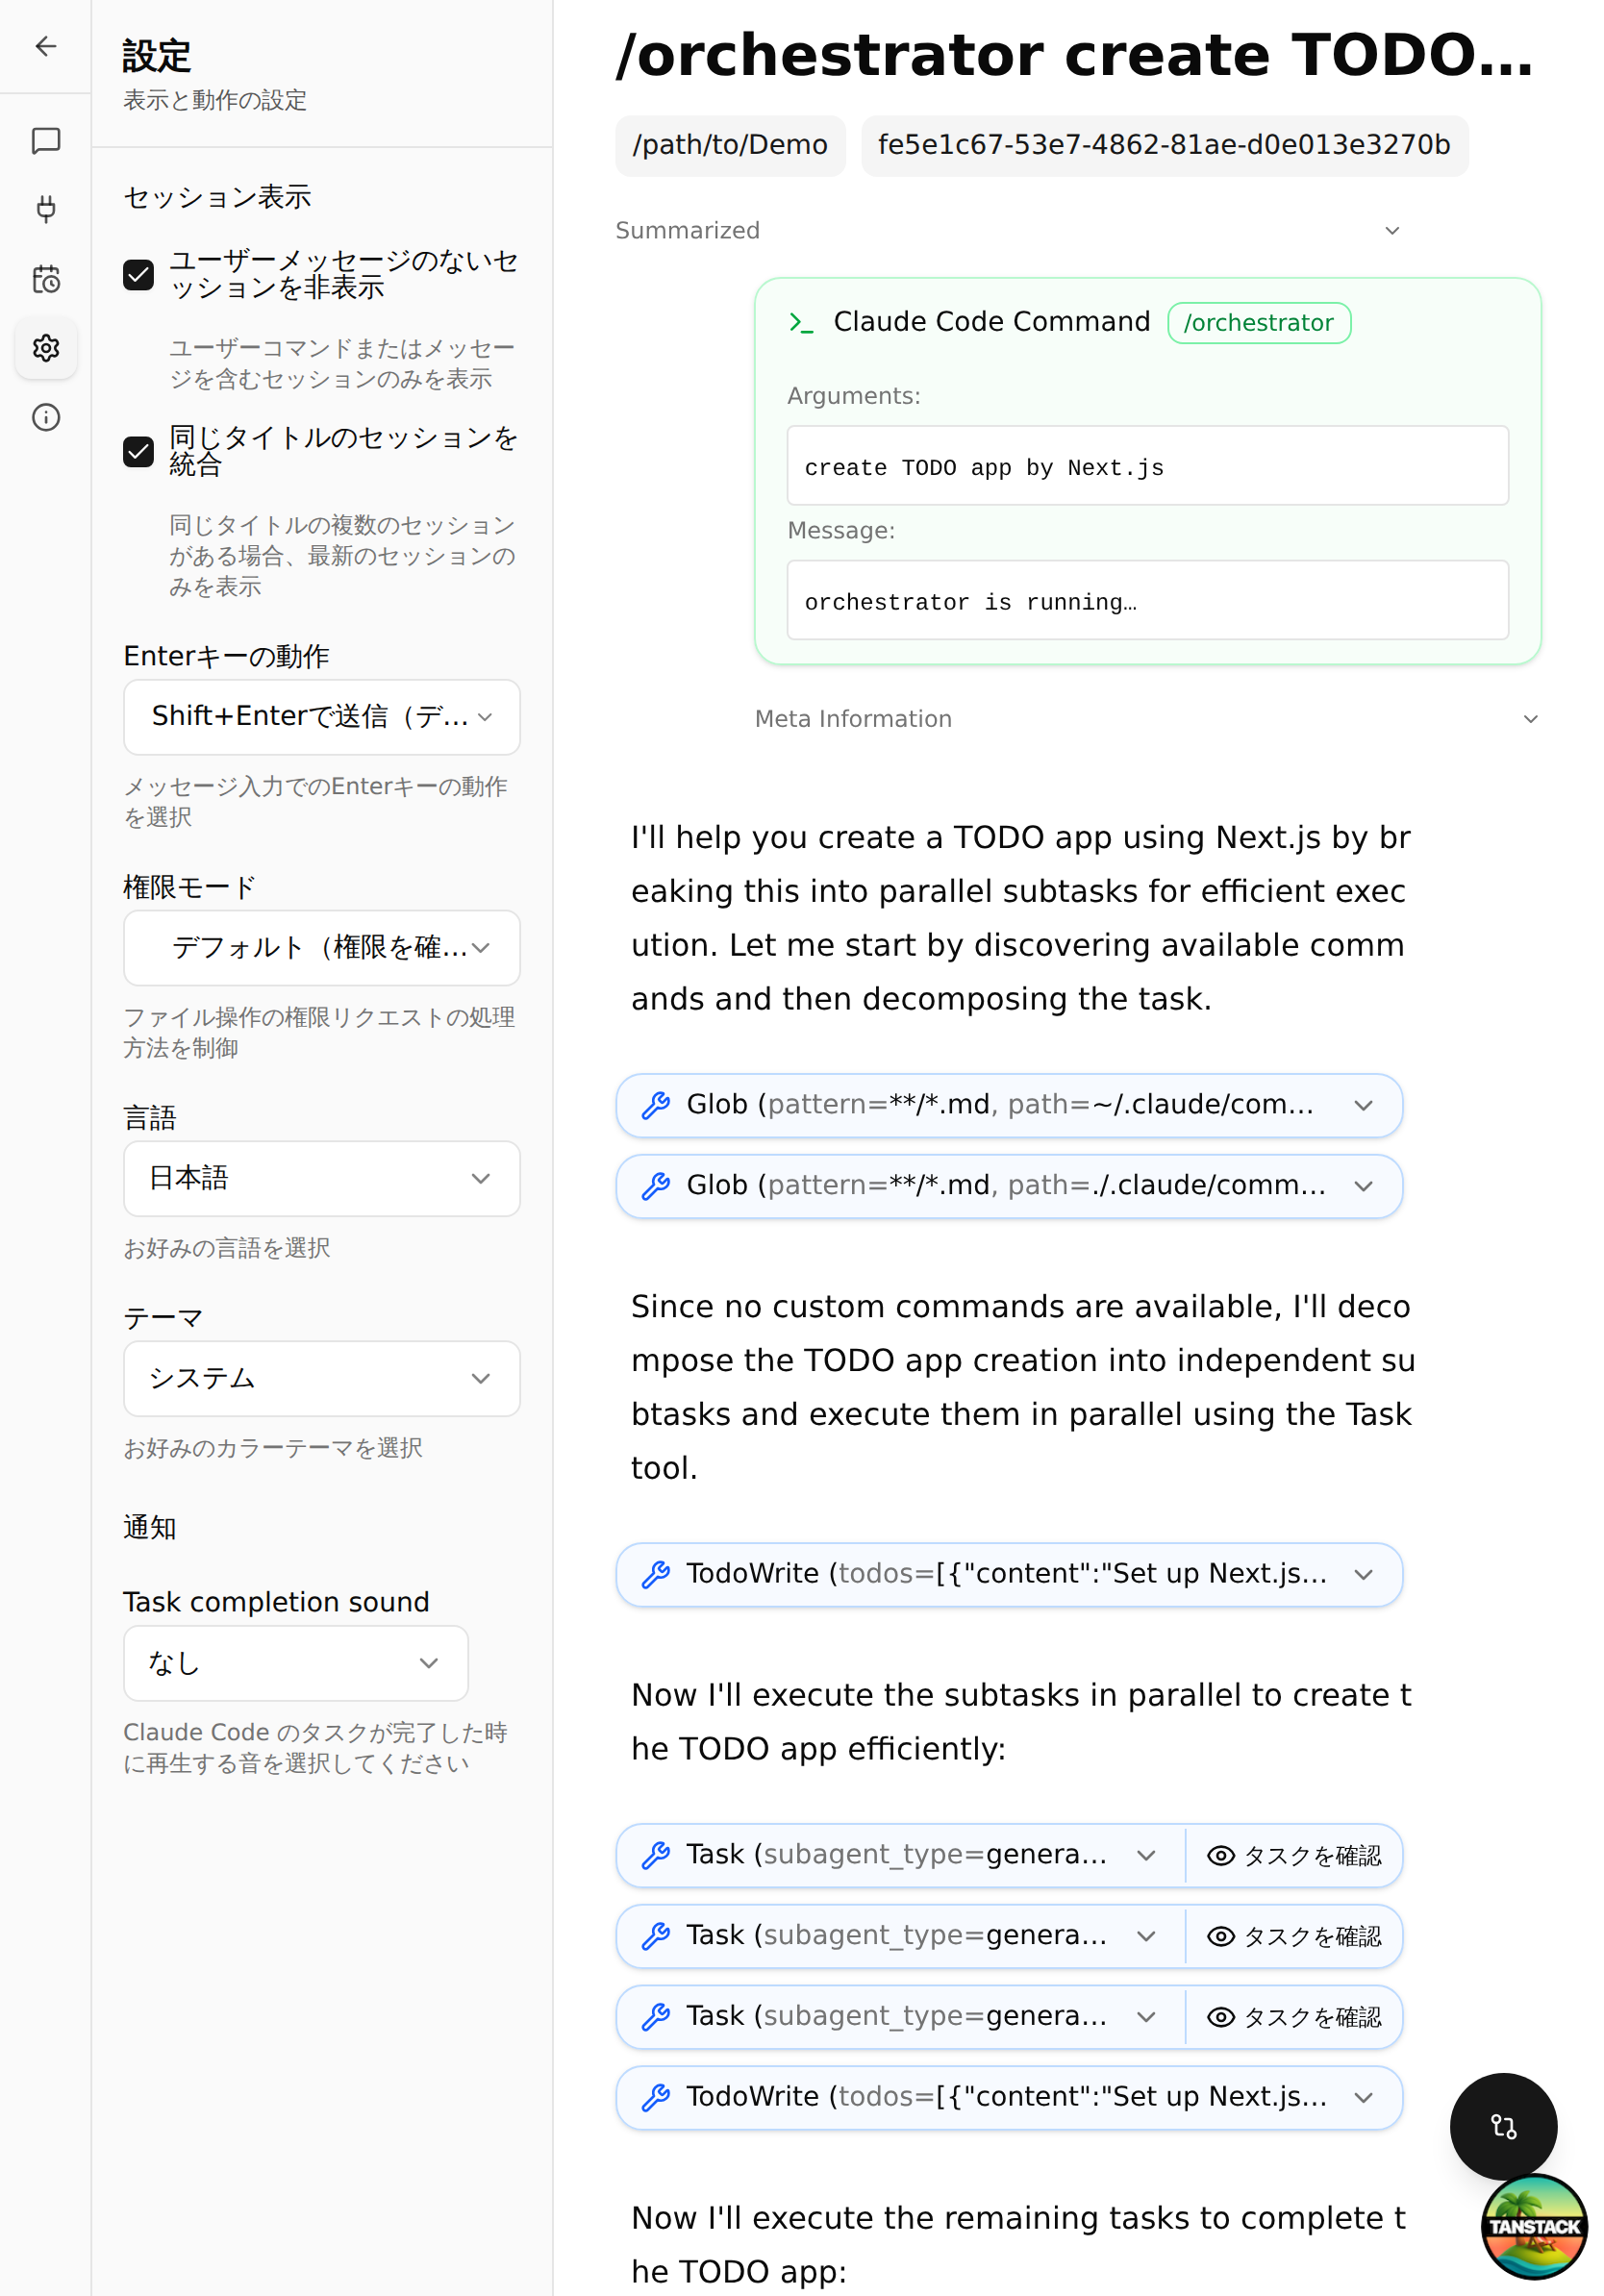 設定
表示と動作の設定
セッション表示
ユーザーメッセージのないセ
ッションを非表示
ユーザーコマンドまたはメッセー
ジを含むセッションのみを表示
同じタイトルのセッションを
統合
同じタイトルの複数のセッション
がある場合、最新のセッションの
みを表示
Enterキーの動作
Shift+Enterで送信（デ…
メッセージ入力でのEnterキーの動作
を選択
権限モード
デフォルト（権限を確…
ファイル操作の権限リクエストの処理
方法を制御
言語
日本語
お好みの言語を選択
テーマ
システム
お好みのカラーテーマを選択
通知
Task completion sound
なし
Claude Code のタスクが完了した時
に再生する音を選択してください
/orchestrator create TODO…
/path/to/Demo
fe5e1c67-53e7-4862-81ae-d0e013e3270b
Summarized
Claude Code Command /orchestrator
Arguments:
create TODO app by Next.js
Message:
orchestrator is running…
Meta Information
I'll help you create a TODO app using Next.js by br
eaking this into parallel subtasks for efficient exec
ution. Let me start by discovering available comm
ands and then decomposing the task.
Glob (pattern=**/*.md, path=~/.claude/com…
Glob (pattern=**/*.md, path=./.claude/comm…
Since no custom commands are available, I'll deco
mpose the TODO app creation into independent su
btasks and execute them in parallel using the Task
tool.
TodoWrite (todos=[{"content":"Set up Next.js…
Now I'll execute the subtasks in parallel to create t
he TODO app efficiently:
Task (subagent_type=genera… タスクを確認
Task (subagent_type=genera… タスクを確認
Task (subagent_type=genera… タスクを確認
TodoWrite (todos=[{"content":"Set up Next.js…
Now I'll execute the remaining tasks to complete t
he TODO app:
TANSTACK